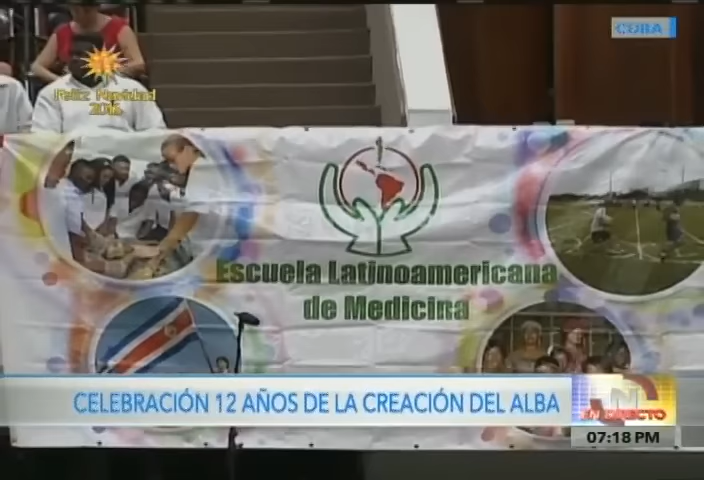 CUBA
Feliz Navidad
2016
Escuela Latinoamericana
de Medicina
CELEBRACIÓN 12 AÑOS DE LA CREACIÓN DEL ALBA
EN DIRECTO
07:18 PM